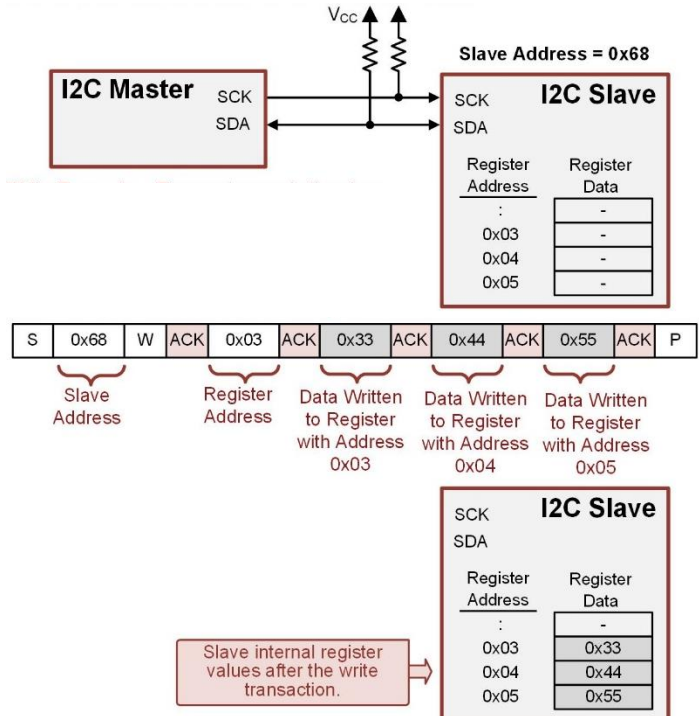 VCC
Slave Address = 0x68
I2C Master
SCK
SDA
I2C Slave
SCK
SDA
Register Address
Register Data
: -
0x03 -
0x04 -
0x05 -
S 0x68 W ACK 0x03 ACK 0x33 ACK 0x44 ACK 0x55 ACK P
Slave
Address
Register
Address
Data Written
to Register
with Address
0x03
Data Written
to Register
with Address
0x04
Data Written
to Register
with Address
0x05
I2C Slave
SCK
SDA
Register Address
Register Data
: -
0x03 0x33
0x04 0x44
0x05 0x55
Slave internal register
values after the write
transaction.